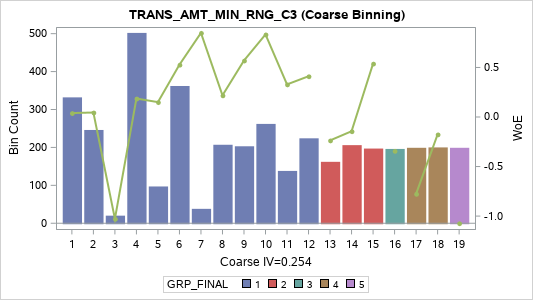 TRANS_AMT_MIN_RNG_C3 (Coarse Binning)
500
400
300
200
100
0
Bin Count
0.5
0.0
-0.5
-1.0
WoE
1 2 3 4 5 6 7 8 9 10 11 12 13 14 15 16 17 18 19
Coarse IV=0.254
GRP_FINAL 1 2 3 4 5